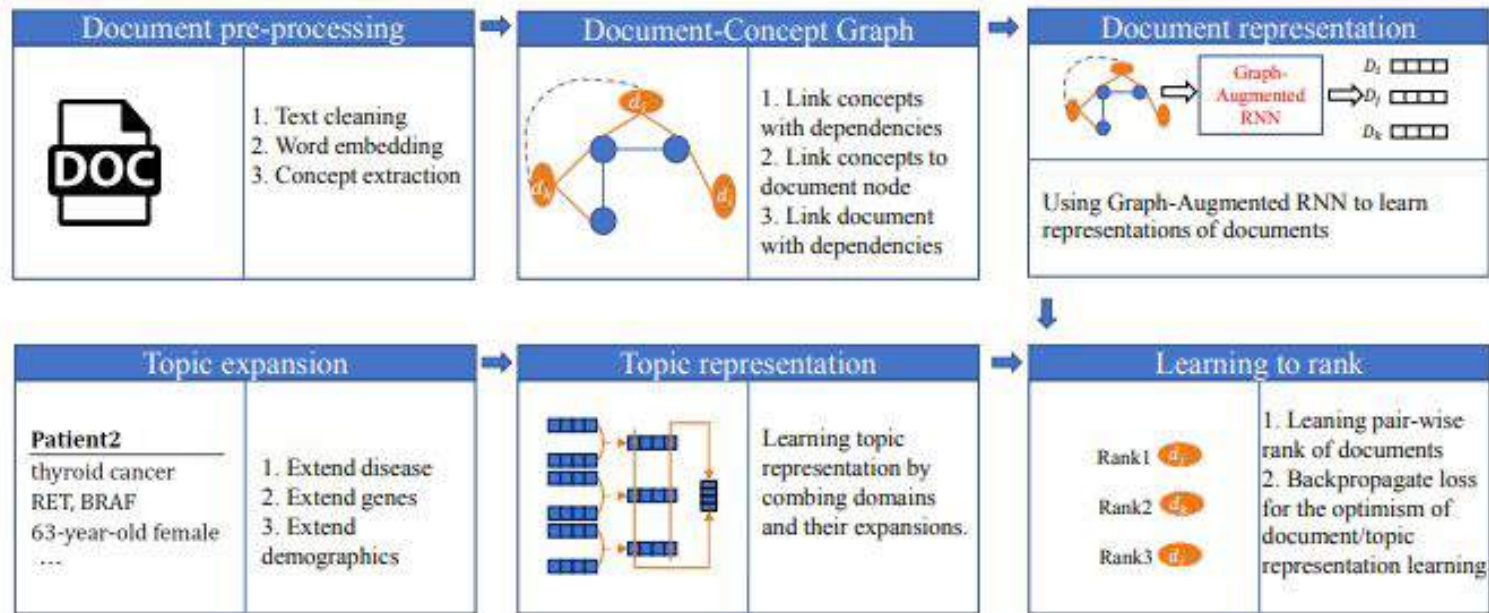 Document pre-processing
DOC
1. Text cleaning
2. Word embedding
3. Concept extraction
Document-Concept Graph
1. Link concepts
with dependencies
2. Link concepts to
document node
3. Link document
with dependencies
Document representation
Graph-
Augmented
RNN
Using Graph-Augmented RNN to learn
representations of documents
Topic expansion
Patient2
thyroid cancer
RET, BRAF
63-year-old female
...
1. Extend disease
2. Extend genes
3. Extend
demographics
Topic representation
Learning topic
representation by
combing domains
and their expansions.
Learning to rank
Rank1
Rank2
Rank3
1. Leaning pair-wise
rank of documents
2. Backpropagate loss
for the optimism of
document/topic
representation learning